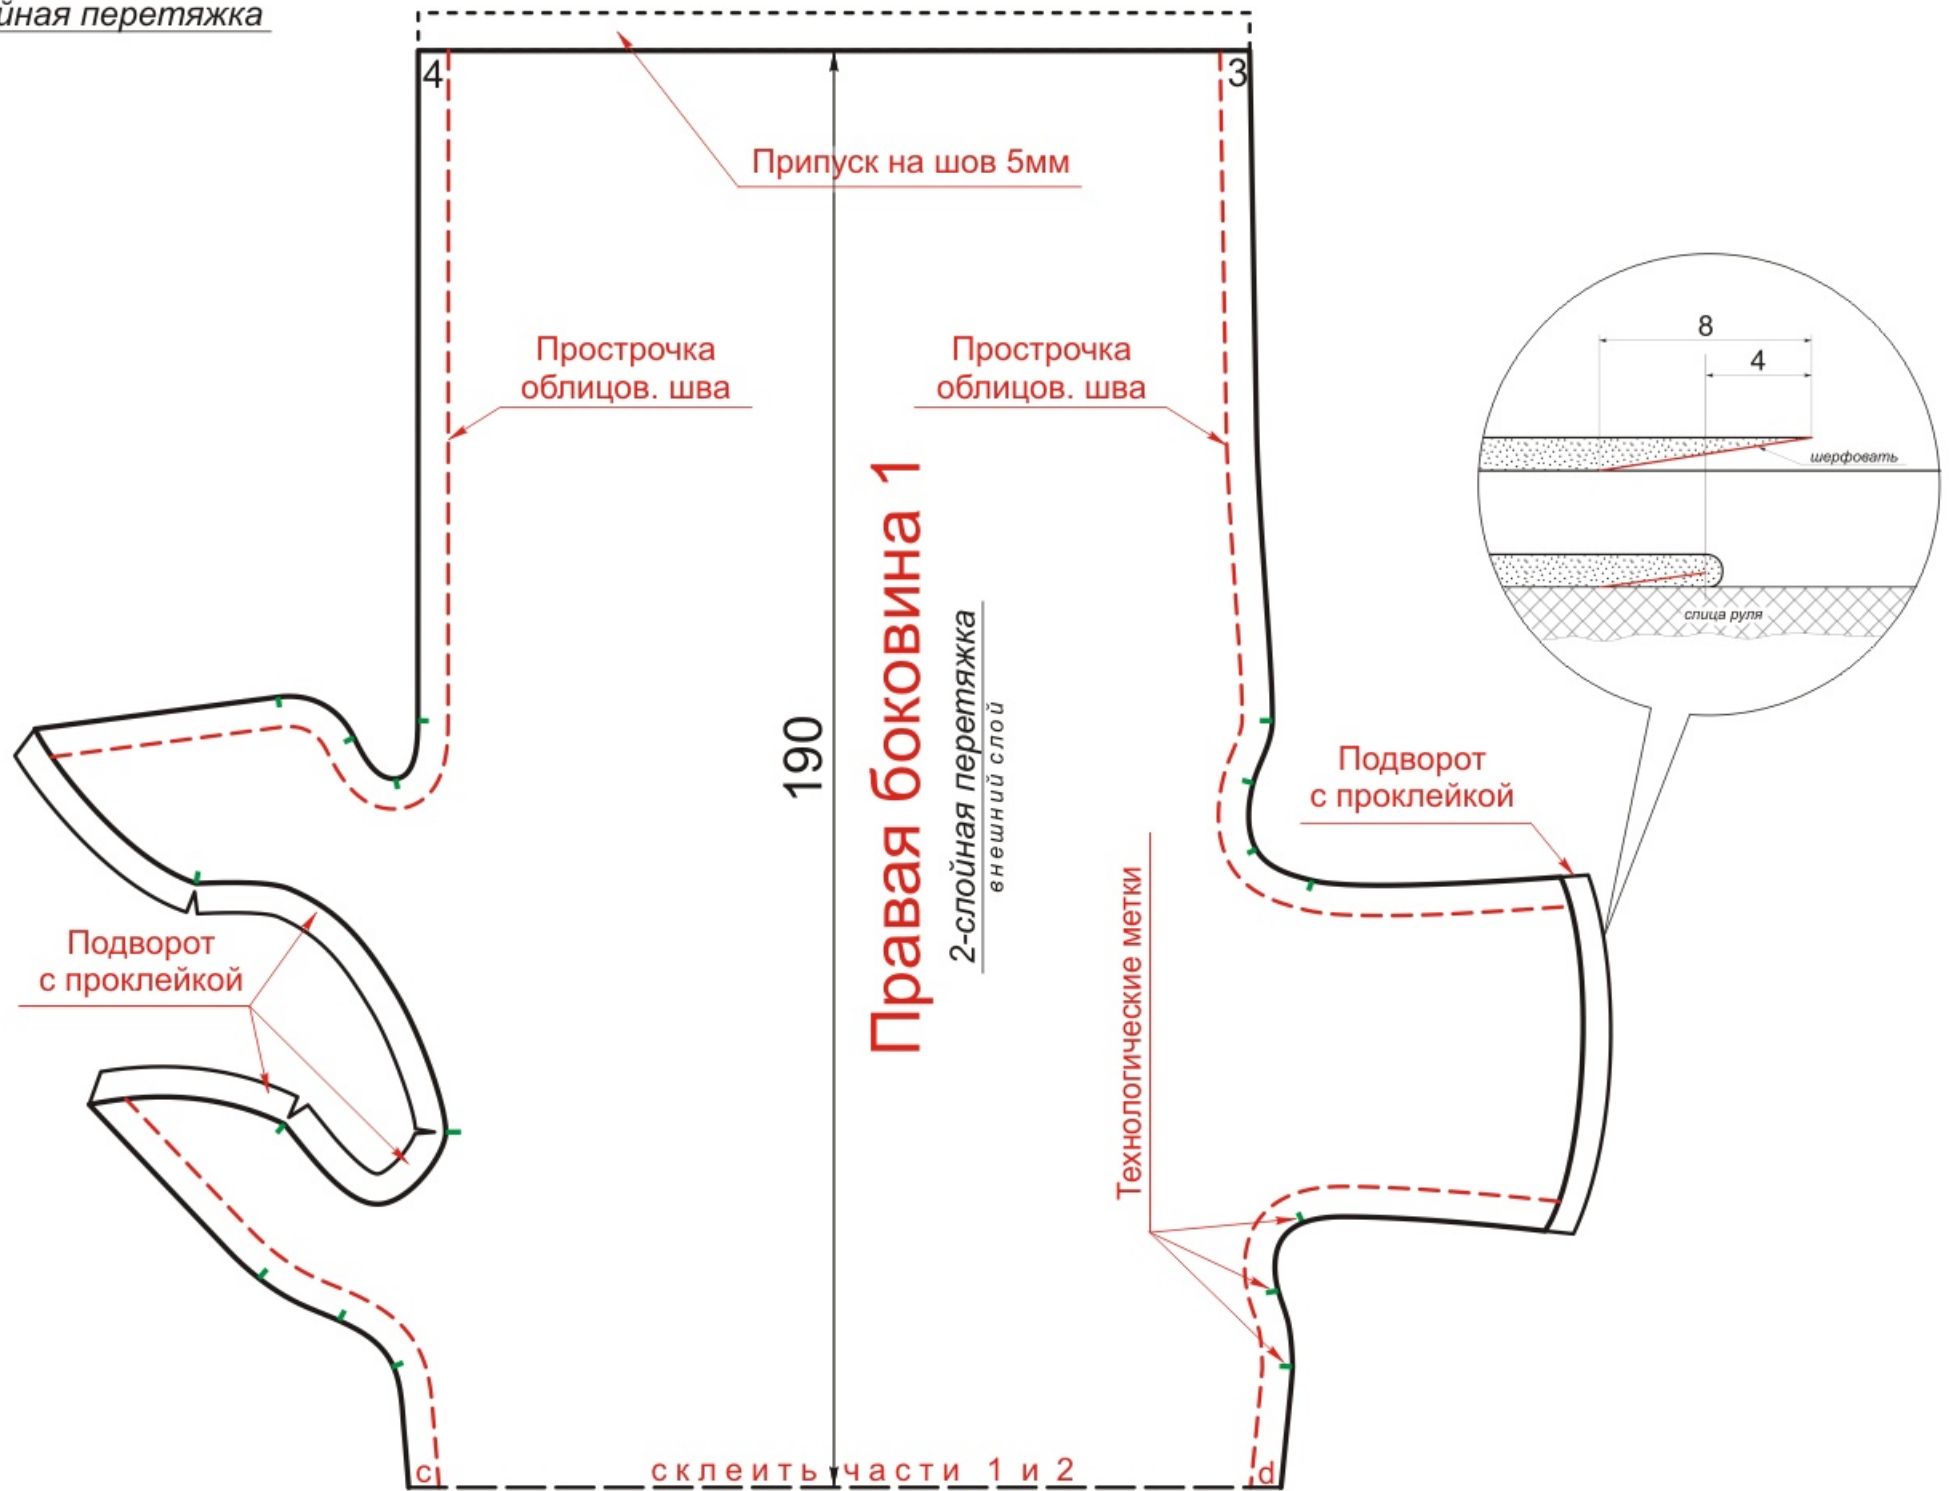 йная перетяжка
4
3
Припуск на шов 5мм
Прострочка
облицов. шва
Прострочка
облицов. шва
8
4
шерфовать
спица руля
190
Правая боковина 1
2-слойная перетяжка
внешний слой
Подворот
с проклейкой
Технологические метки
Подворот
с проклейкой
c
склеить части 1 и 2
d